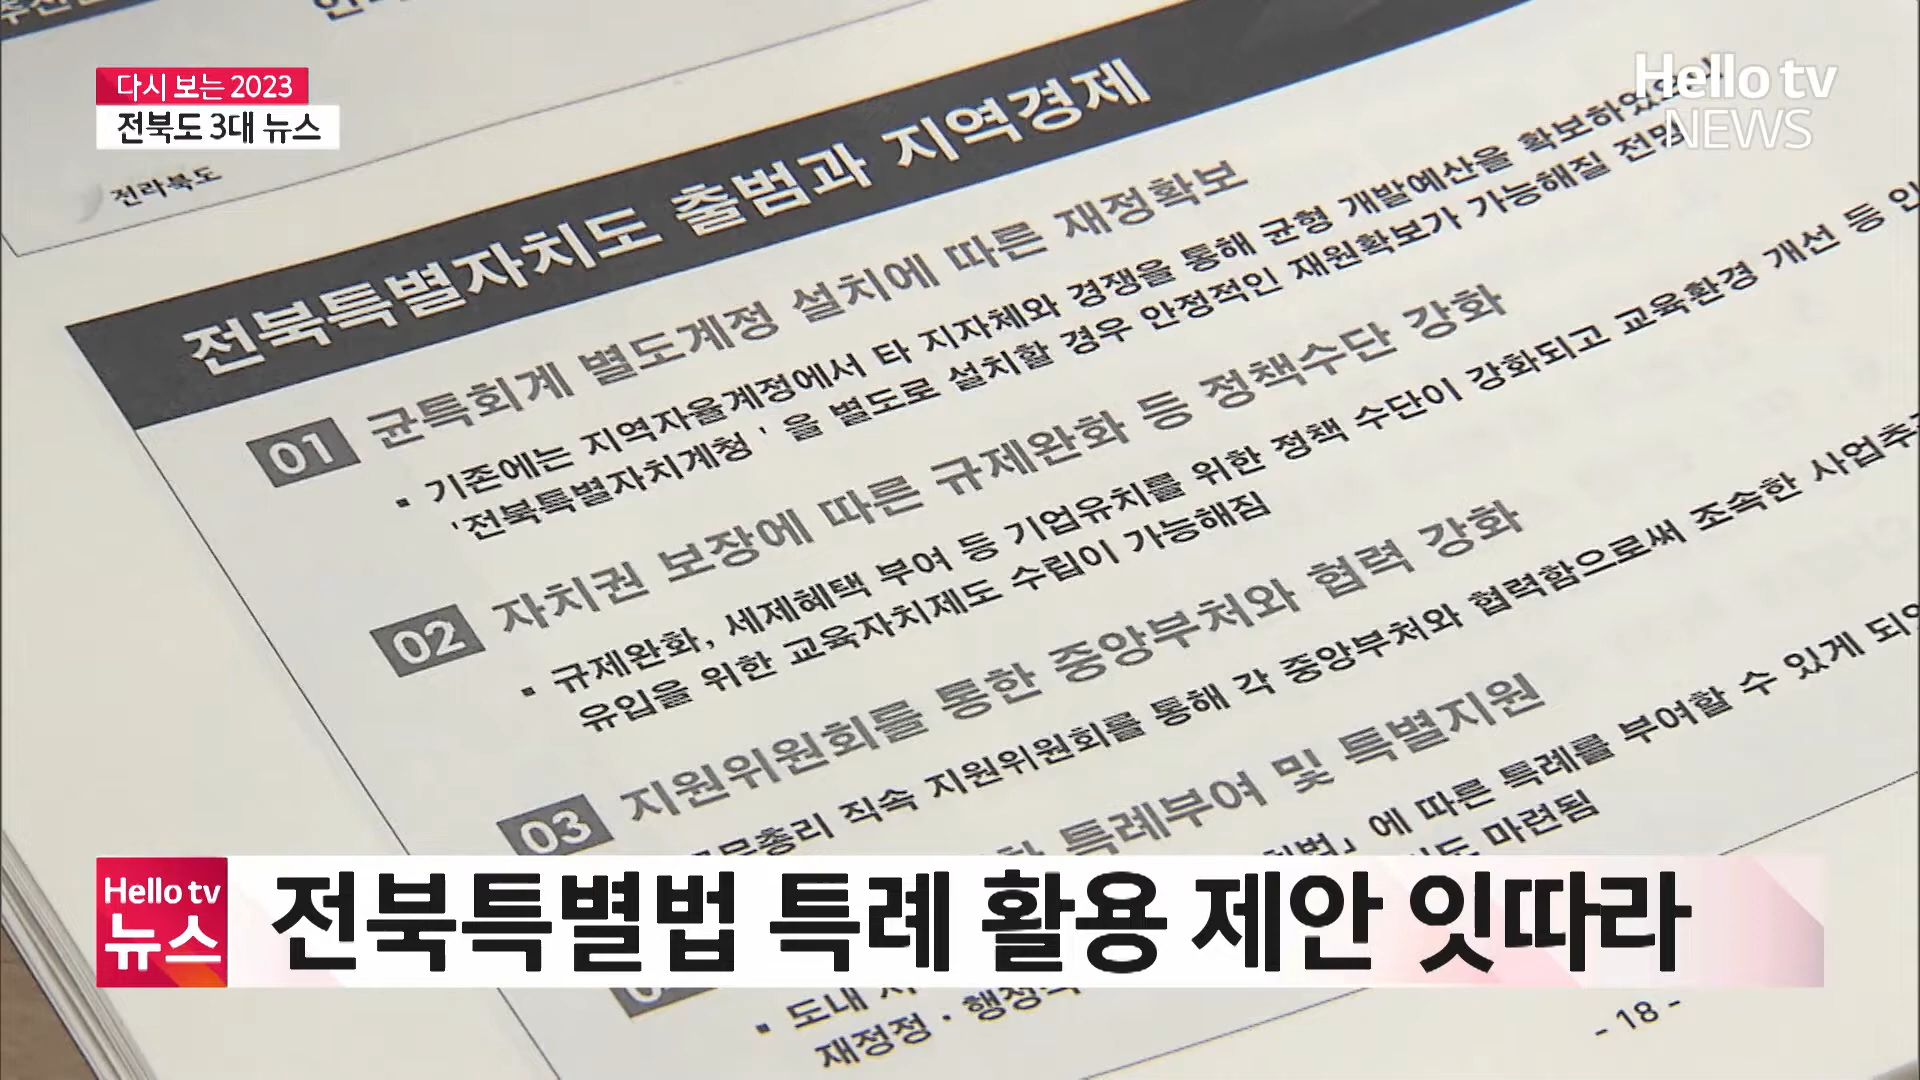 다시 보는 2023
전북도 3대 뉴스
Hello tv
NEWS
전라북도
전북특별자치도 출범과 지역경제
01 균특회계 별도계정 설치에 따른 재정확보
▪ 기존에는 지역자율계정에서 타 지자체와 경쟁을 통해 균형 개발예산을 확보하였으나
'전북특별자치계정' 을 별도로 설치할 경우 안정적인 재원확보가 가능해질 전망
02 자치권 보장에 따른 규제완화 등 정책수단 강화
▪ 규제완화, 세제혜택 부여 등 기업유치를 위한 정책 수단이 강화되고 교육환경 개선 등
유입을 위한 교육자치제도 수립이 가능해짐
03 지원위원회를 통한 중앙부처와 협력 강화
총리 직속 지원위원회를 통해 각 중앙부처와 협력함으로써 조속한
특례부여 및 특별지원
에 따른 특례를 부여할 수 있게
마련됨
▪ 도내
재정정 ·
- 18 -
Hello tv
뉴스
전북특별법 특례 활용 제안 잇따라